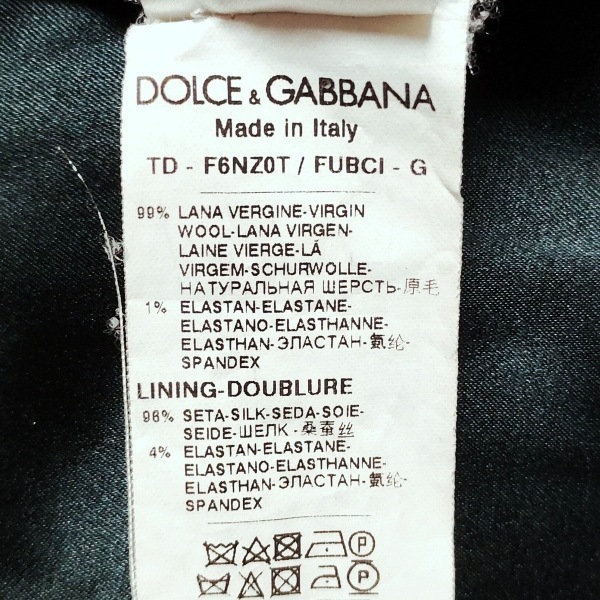 DOLCE & GABBANA
Made in Italy
TD - F6NZ0T / FUBCI - G
99% LANA VERGINE-VIRGIN
WOOL-LANA VIRGEN-
LAINE VIERGE-LÃ
VIRGEM-SCHURWOLLE-
НАТУРАЛЬНАЯ ШЕРСТЬ-原毛
1% ELASTAN-ELASTANE-
ELASTANO-ELASTHANNE-
ELASTHAN-ЭЛАСТАН-氨纶-
SPANDEX
LINING-DOUBLURE
96% SETA-SILK-SEDA-SOIE-
SEIDE-ШЕЛК -桑蚕丝
4% ELASTAN-ELASTANE-
ELASTANO-ELASTHANNE-
ELASTHAN-ЭЛАСТАН-氨纶-
SPANDEX
P
P